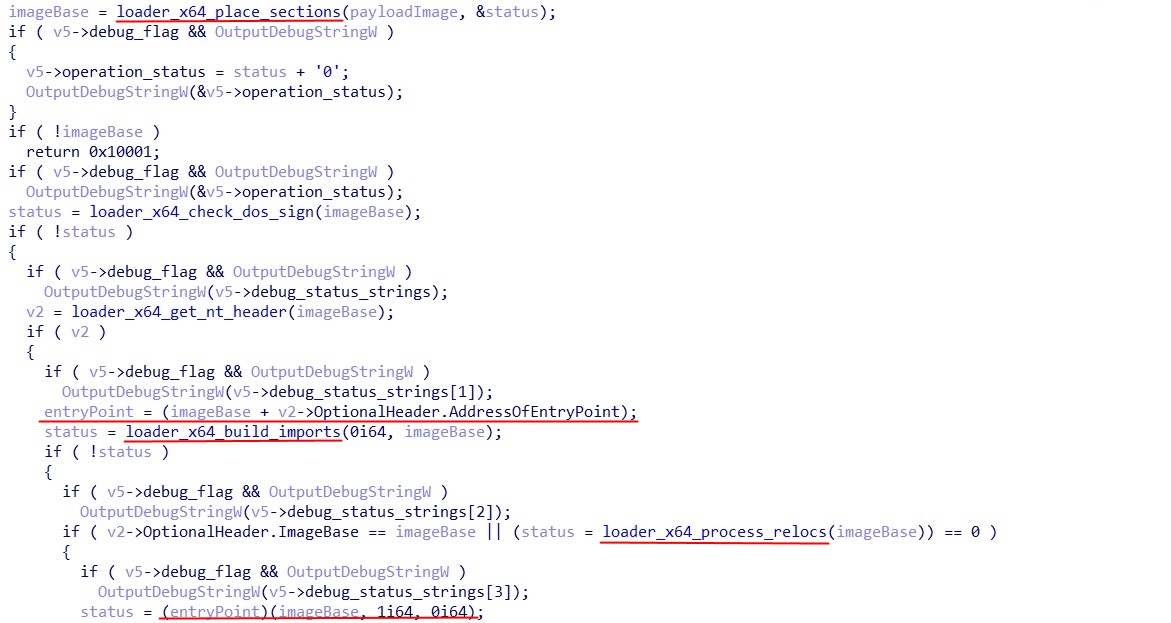 imageBase = loader_x64_place_sections(payloadImage, &status);
if ( v5->debug_flag && OutputDebugStringW )
{
  v5->operation_status = status + '0';
  OutputDebugStringW(&v5->operation_status);
}
if ( !imageBase )
  return 0x10001;
if ( v5->debug_flag && OutputDebugStringW )
  OutputDebugStringW(&v5->operation_status);
status = loader_x64_check_dos_sign(imageBase);
if ( !status )
{
  if ( v5->debug_flag && OutputDebugStringW )
    OutputDebugStringW(v5->debug_status_strings);
  v2 = loader_x64_get_nt_header(imageBase);
  if ( v2 )
  {
    if ( v5->debug_flag && OutputDebugStringW )
      OutputDebugStringW(v5->debug_status_strings[1]);
    entryPoint = (imageBase + v2->OptionalHeader.AddressOfEntryPoint);
    status = loader_x64_build_imports(0i64, imageBase);
    if ( !status )
    {
      if ( v5->debug_flag && OutputDebugStringW )
        OutputDebugStringW(v5->debug_status_strings[2]);
      if ( v2->OptionalHeader.ImageBase == imageBase || (status = loader_x64_process_relocs(imageBase)) == 0 )
      {
        if ( v5->debug_flag && OutputDebugStringW )
          OutputDebugStringW(v5->debug_status_strings[3]);
        status = (entryPoint)(imageBase, 1i64, 0i64);